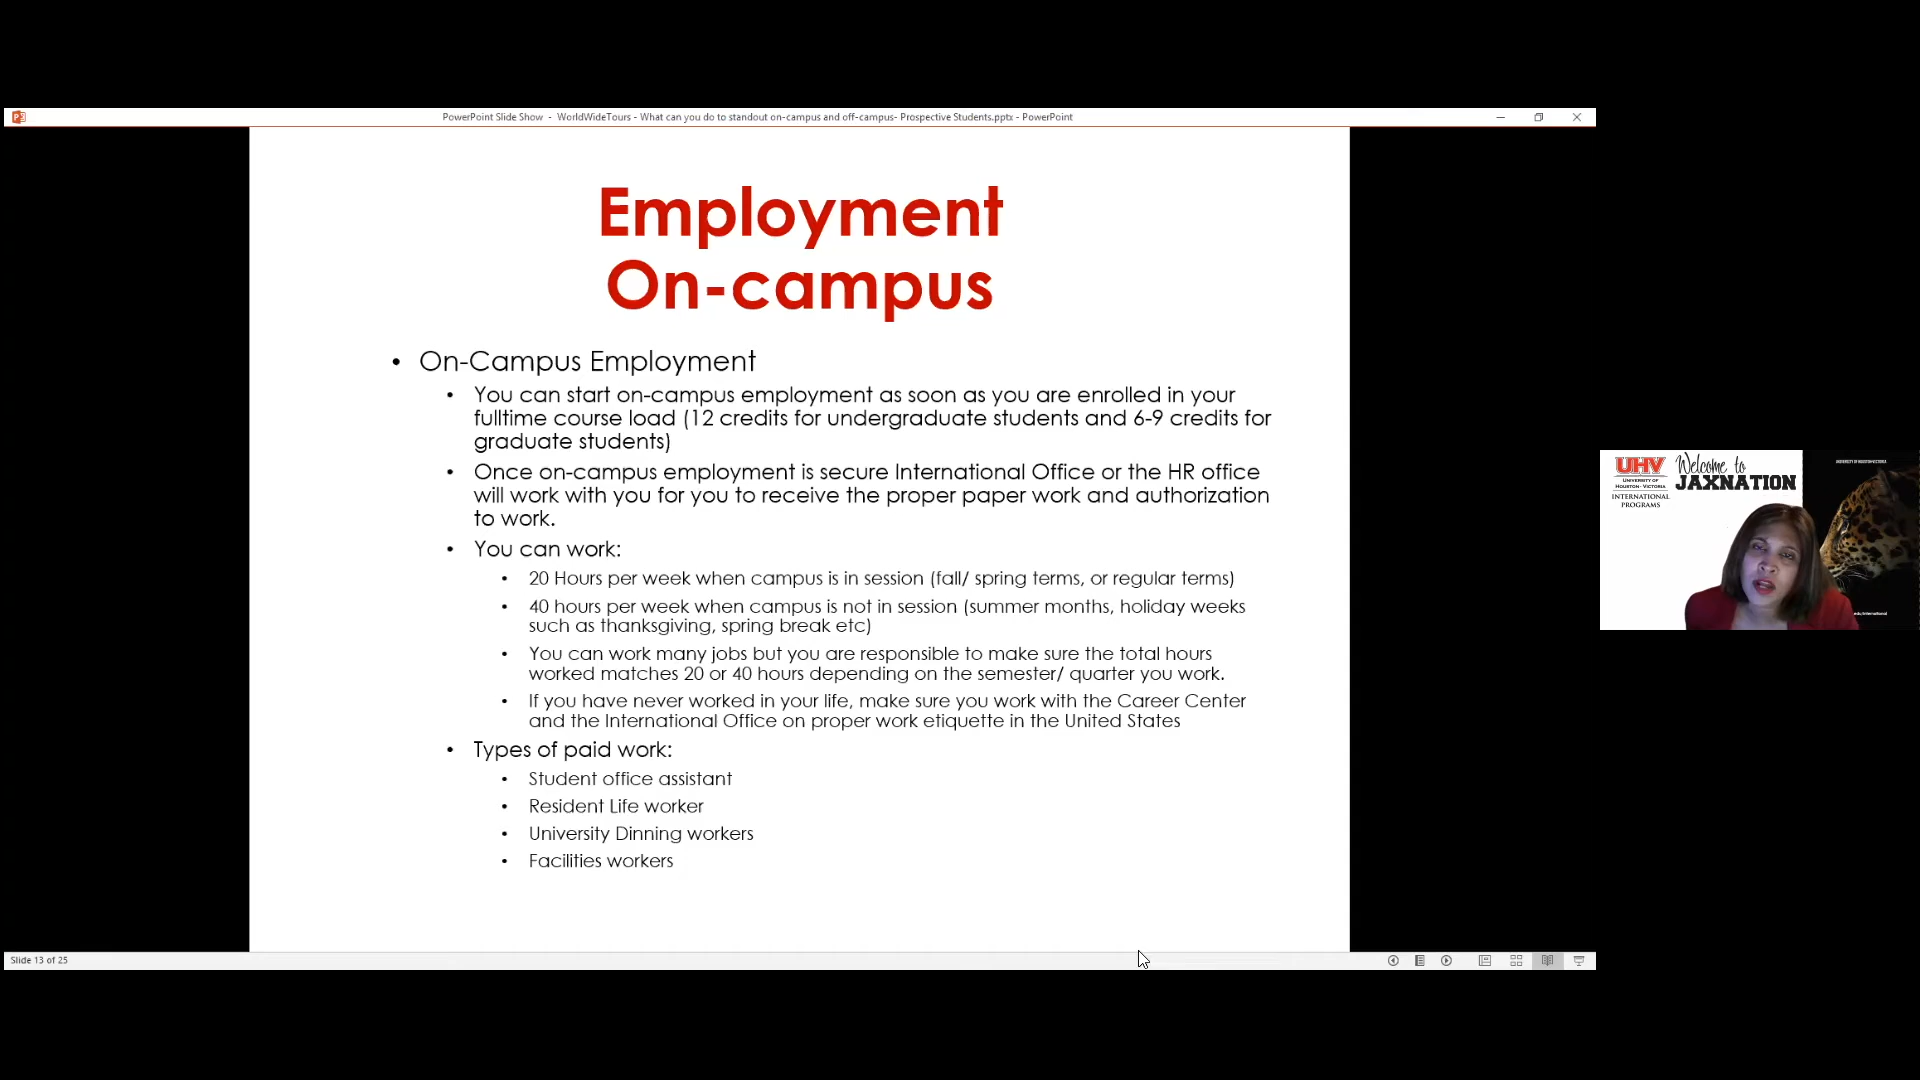 PowerPoint Slide Show - WorldWideTours - What can you do to standout on-campus and off-campus- Prospective Students.pptx - PowerPoint
Employment
On-campus
• On-Campus Employment
• You can start on-campus employment as soon as you are enrolled in your
fulltime course load (12 credits for undergraduate students and 6-9 credits for
graduate students)
• Once on-campus employment is secure International Office or the HR office
will work with you for you to receive the proper paper work and authorization
to work.
• You can work:
• 20 Hours per week when campus is in session (fall/ spring terms, or regular terms)
• 40 hours per week when campus is not in session (summer months, holiday weeks
such as thanksgiving, spring break etc)
• You can work many jobs but you are responsible to make sure the total hours
worked matches 20 or 40 hours depending on the semester/ quarter you work.
• If you have never worked in your life, make sure you work with the Career Center
and the International Office on proper work etiquette in the United States
• Types of paid work:
• Student office assistant
• Resident Life worker
• University Dinning workers
• Facilities workers
Slide 13 of 25
UHV
UNIVERSITY OF
HOUSTON-VICTORIA
INTERNATIONAL
PROGRAMS
Welcome to
JAXNATION
UNIVERSITY OF HOUSTON-VICTORIA
edu/international